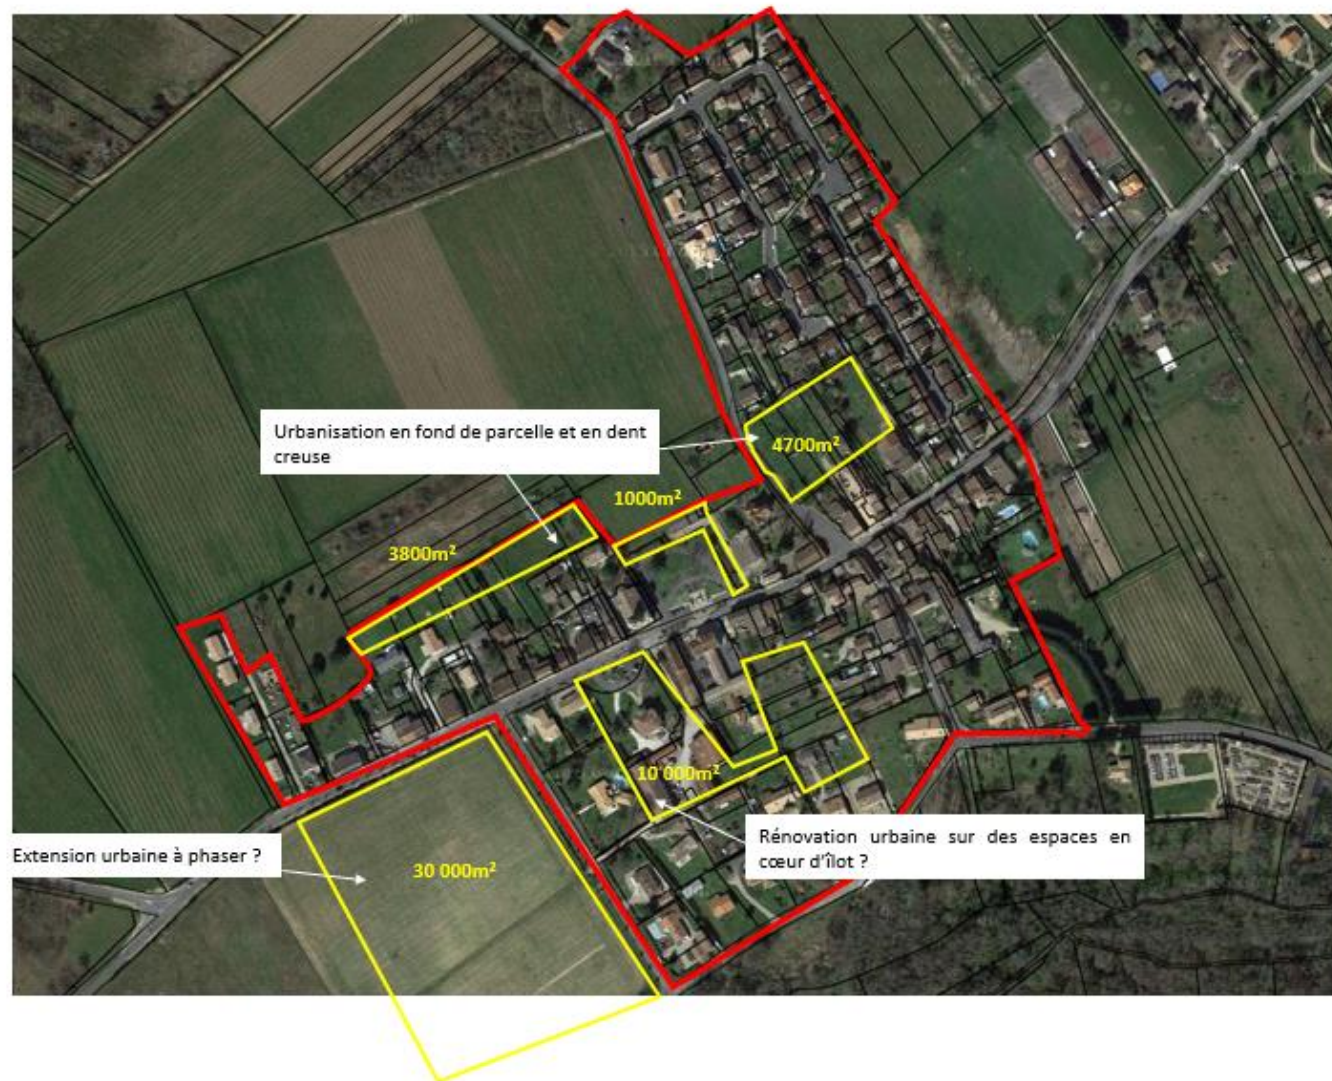 Urbanisation en fond de parcelle et en dent
creuse
4700m²
1000m²
3800m²
10 000m²
Rénovation urbaine sur des espaces en
cœur d'îlot ?
Extension urbaine à phaser ?
30 000m²